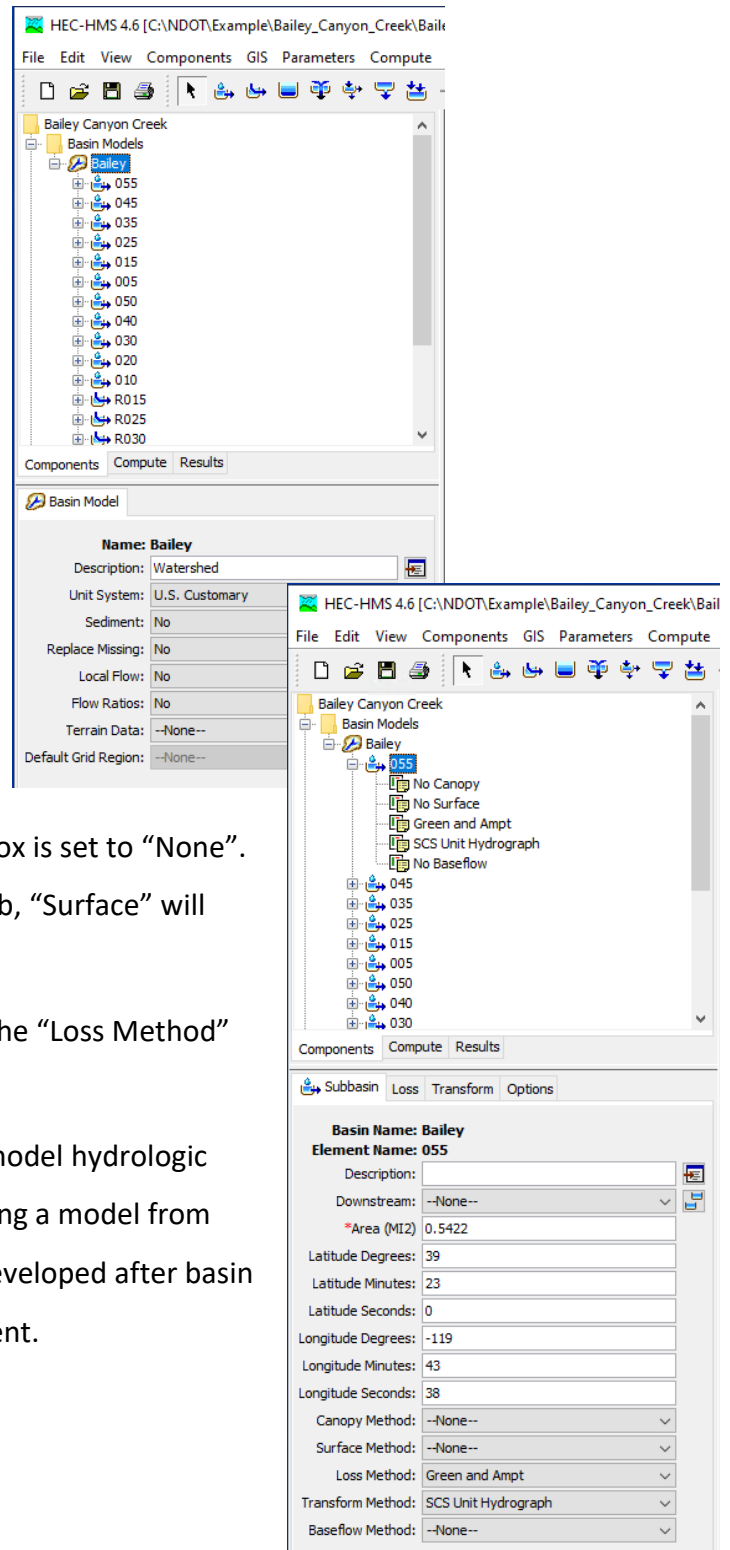 HEC-HMS 4.6 [C:\NDOT\Example\Bailey_Canyon_Creek\Baile
File Edit View Components GIS Parameters Compute
Bailey Canyon Creek
Basin Models
Bailey
055
045
035
025
015
005
050
040
030
020
010
R015
R025
R030
Components Compute Results
Basin Model
Name: Bailey
Description: Watershed
Unit System: U.S. Customary
Sediment: No
Replace Missing: No
Local Flow: No
Flow Ratios: No
Terrain Data: --None--
Default Grid Region: --None--
HEC-HMS 4.6 [C:\NDOT\Example\Bailey_Canyon_Creek\Bail
File Edit View Components GIS Parameters Compute
Bailey Canyon Creek
Basin Models
Bailey
055
No Canopy
No Surface
Green and Ampt
SCS Unit Hydrograph
No Baseflow
045
035
025
015
005
050
040
030
Components Compute Results
Subbasin Loss Transform Options
Basin Name: Bailey
Element Name: 055
Description:
Downstream: --None--
*Area (MI2) 0.5422
Latitude Degrees: 39
Latitude Minutes: 23
Latitude Seconds: 0
Longitude Degrees: -119
Longitude Minutes: 43
Longitude Seconds: 38
Canopy Method: --None--
Surface Method: --None--
Loss Method: Green and Ampt
Transform Method: SCS Unit Hydrograph
Baseflow Method: --None--
ox is set to “None”.
b, “Surface” will
he “Loss Method”
nodel hydrologic
ng a model from
eveloped after basin
ent.